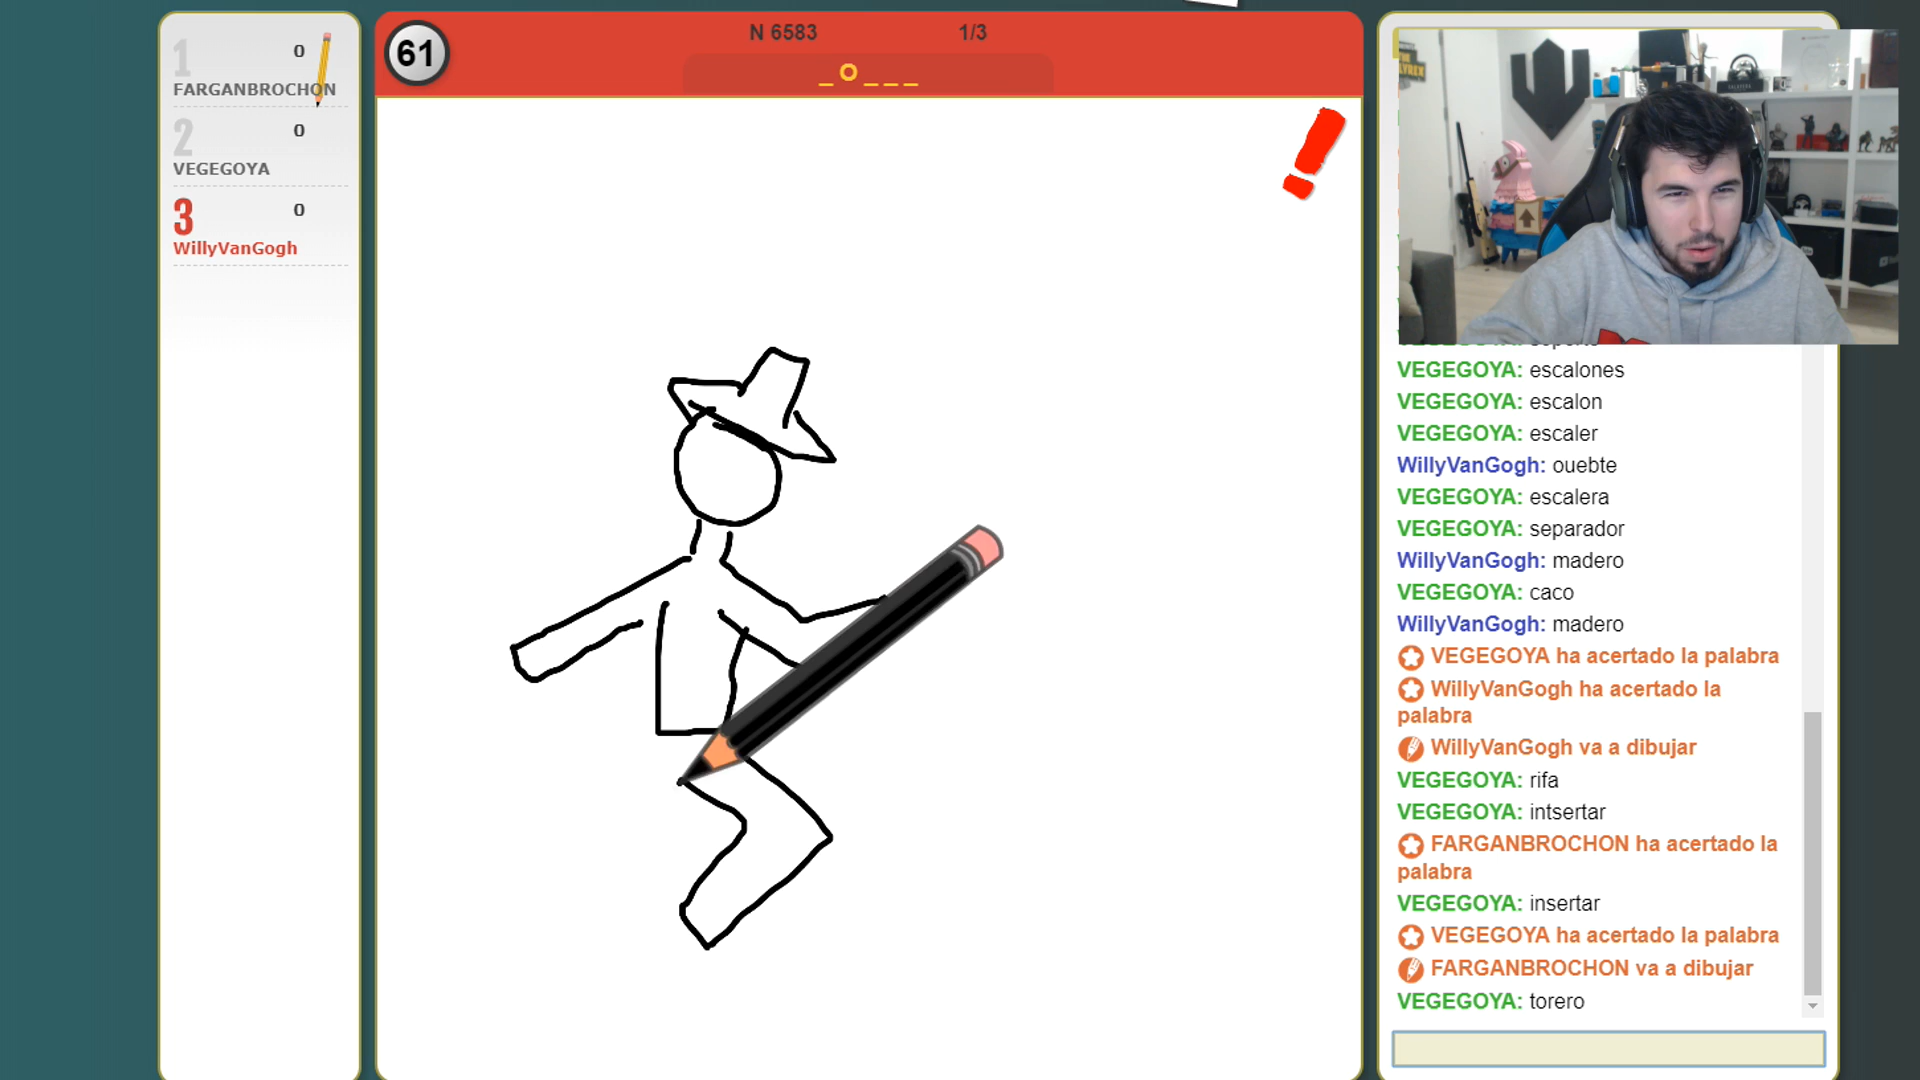 1 0
FARGANBROCHON
2 0
VEGEGOYA
3 0
WillyVanGogh
61
N 6583 1/3
_ O _ _ _
VEGEGOYA: escalones
VEGEGOYA: escalon
VEGEGOYA: escaler
WillyVanGogh: ouebte
VEGEGOYA: escalera
VEGEGOYA: separador
WillyVanGogh: madero
VEGEGOYA: caco
WillyVanGogh: madero
VEGEGOYA ha acertado la palabra
WillyVanGogh ha acertado la
palabra
WillyVanGogh va a dibujar
VEGEGOYA: rifa
VEGEGOYA: intsertar
FARGANBROCHON ha acertado la
palabra
VEGEGOYA: insertar
VEGEGOYA ha acertado la palabra
FARGANBROCHON va a dibujar
VEGEGOYA: torero